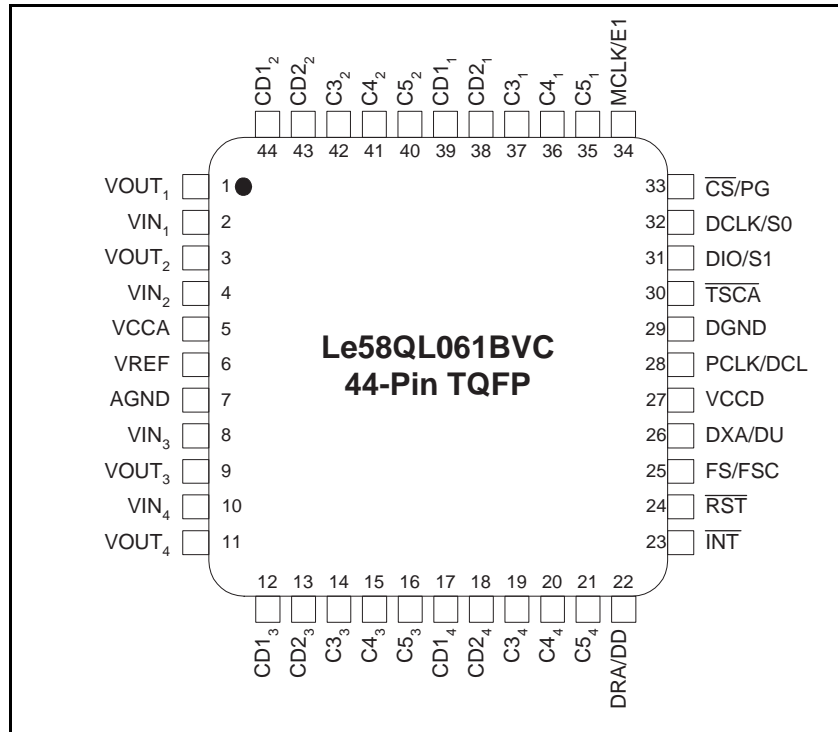 CD1₂
CD2₂
C3₂
C4₂
C5₂
CD1₁
CD2₁
C3₁
C4₁
C5₁
MCLK/E1
44 43 42 41 40 39 38 37 36 35 34
VOUT₁ 1 33 C̅S̅/PG
VIN₁ 2 32 DCLK/S0
VOUT₂ 3 31 DIO/S1
VIN₂ 4 30 T̅S̅C̅A̅
VCCA 5 29 DGND
VREF 6 28 PCLK/DCL
AGND 7 27 VCCD
VIN₃ 8 26 DXA/DU
VOUT₃ 9 25 FS/FSC
VIN₄ 10 24 R̅S̅T̅
VOUT₄ 11 23 I̅N̅T̅
Le58QL061BVC
44-Pin TQFP
12 13 14 15 16 17 18 19 20 21 22
CD1₃
CD2₃
C3₃
C4₃
C5₃
CD1₄
CD2₄
C3₄
C4₄
C5₄
DRA/DD